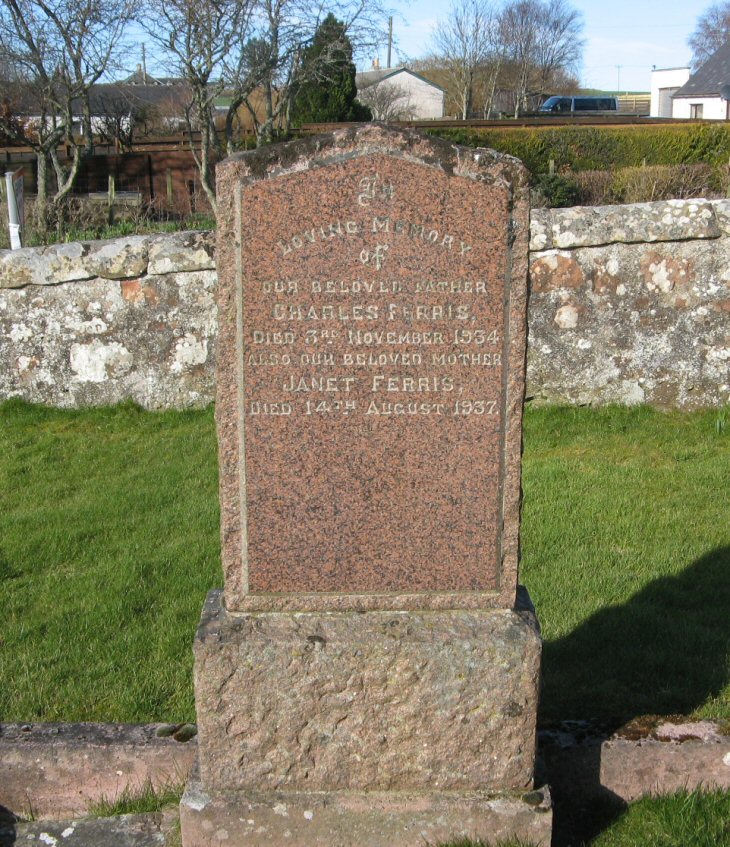 In
LOVING MEMORY
of
OUR BELOVED FATHER
CHARLES FERRIS,
DIED 3RD NOVEMBER 1934
ALSO OUR BELOVED MOTHER
JANET FERRIS,
DIED 14TH AUGUST 1937.